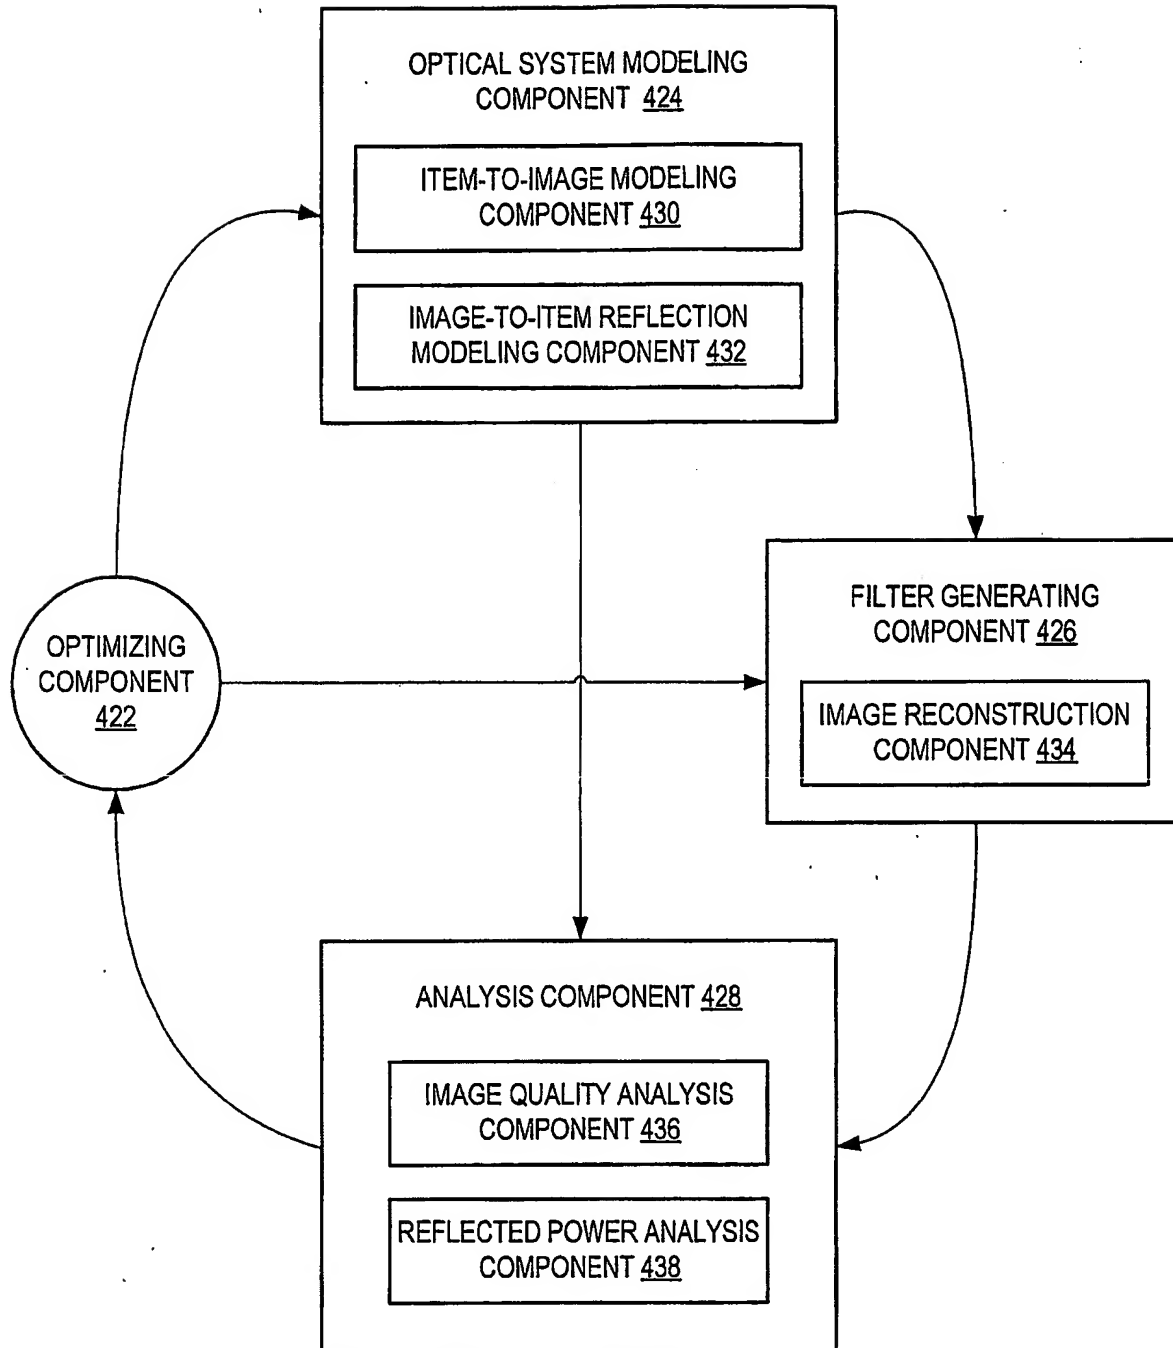 OPTICAL SYSTEM MODELING
COMPONENT 424
ITEM-TO-IMAGE MODELING
COMPONENT 430
IMAGE-TO-ITEM REFLECTION
MODELING COMPONENT 432
FILTER GENERATING
COMPONENT 426
IMAGE RECONSTRUCTION
COMPONENT 434
OPTIMIZING
COMPONENT
422
ANALYSIS COMPONENT 428
IMAGE QUALITY ANALYSIS
COMPONENT 436
REFLECTED POWER ANALYSIS
COMPONENT 438